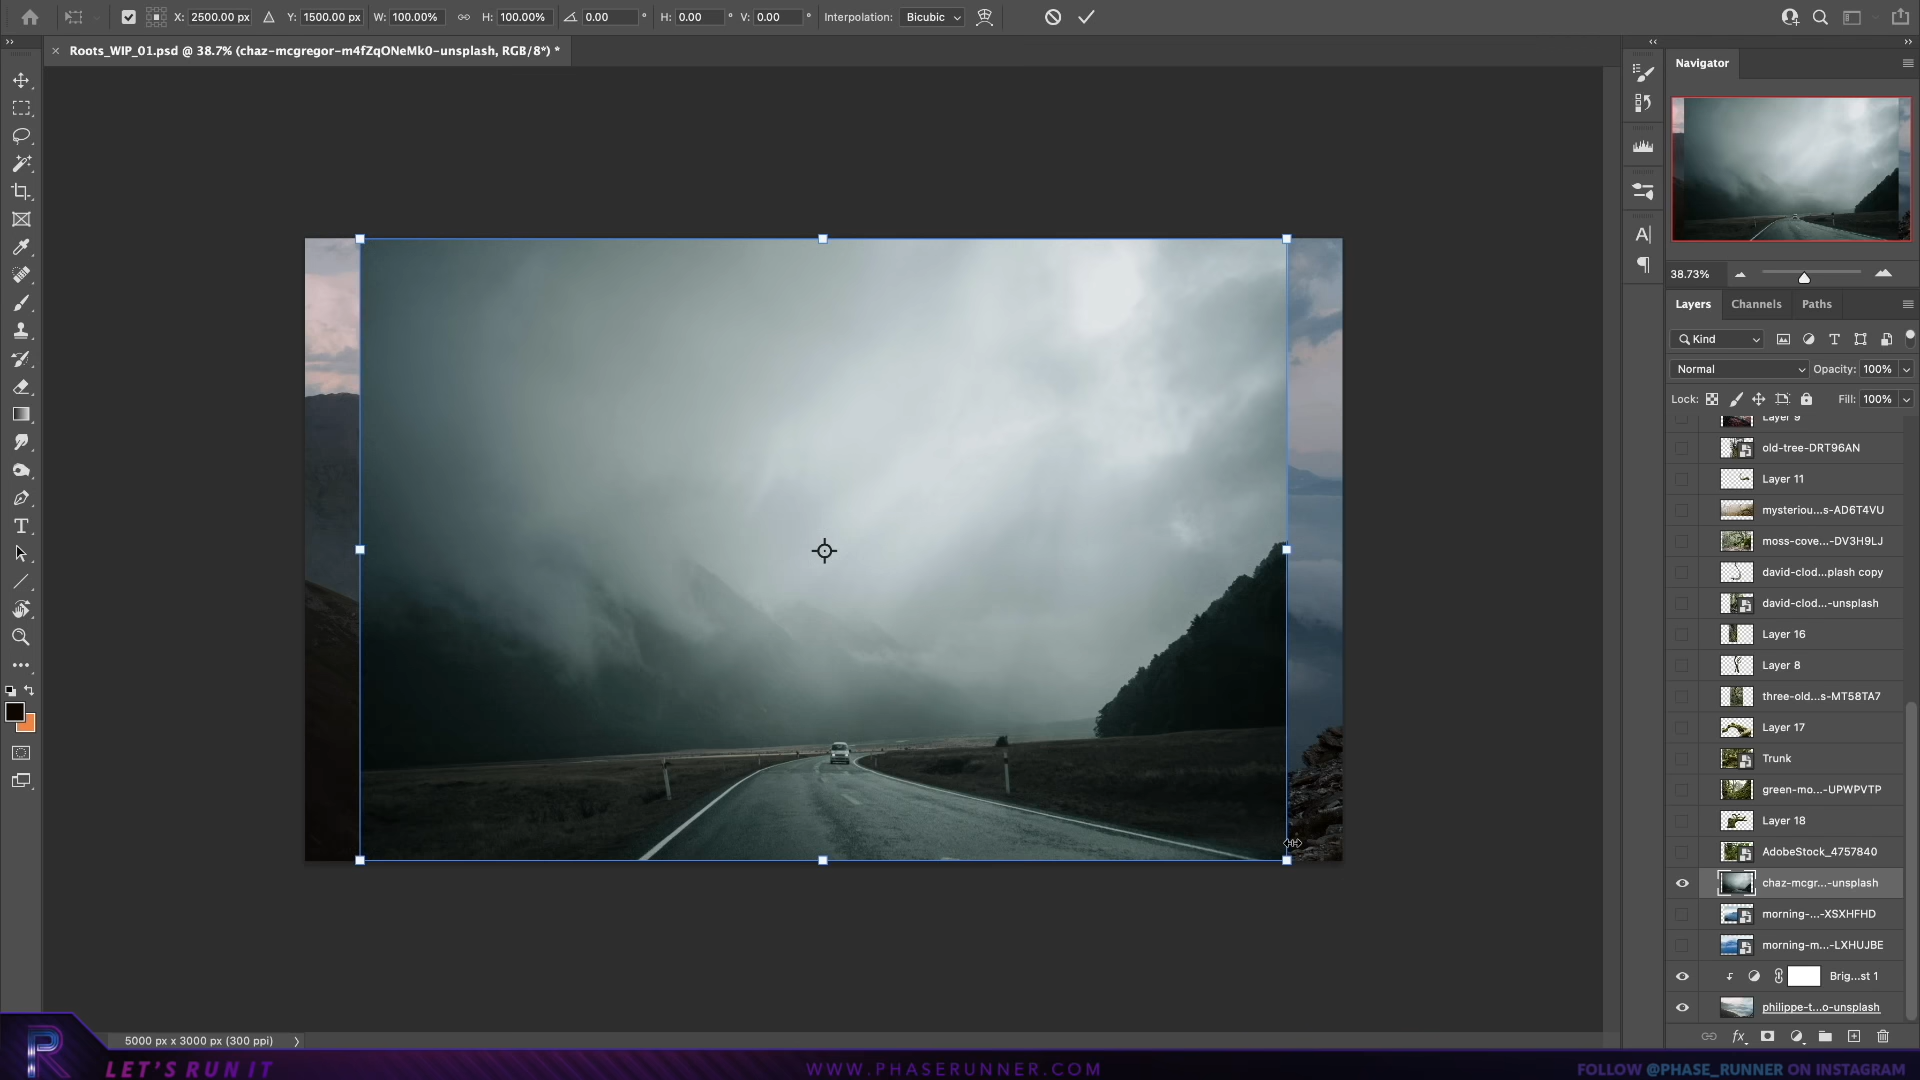 X: 2500.00 px Y: 1500.00 px W: 100.00% H: 100.00% 0.00 ° H: 0.00 ° V: 0.00 ° Interpolation: Bicubic
Roots_WIP_01.psd @ 38.7% (chaz-mcgregor-m4fZqONeMk0-unsplash, RGB/8*) *
Navigator
38.73%
Layers Channels Paths
Kind
Normal Opacity: 100%
Lock: Fill: 100%
Layer 9
old-tree-DRT96AN
Layer 11
mysteriou...s-AD6T4VU
moss-cove...-DV3H9LJ
david-clod...plash copy
david-clod...-unsplash
Layer 16
Layer 8
three-old...s-MT58TA7
Layer 17
Trunk
green-mo...-UPWPVTP
Layer 18
AdobeStock_4757840
chaz-mcgr...-unsplash
morning-...-XSXHFHD
morning-m...-LXHUJBE
Brig...st 1
philippe-t...o-unsplash
5000 px x 3000 px (300 ppi)
LET'S RUN IT
WWW.PHASERUNNER.COM
FOLLOW @PHASE_RUNNER ON INSTAGRAM